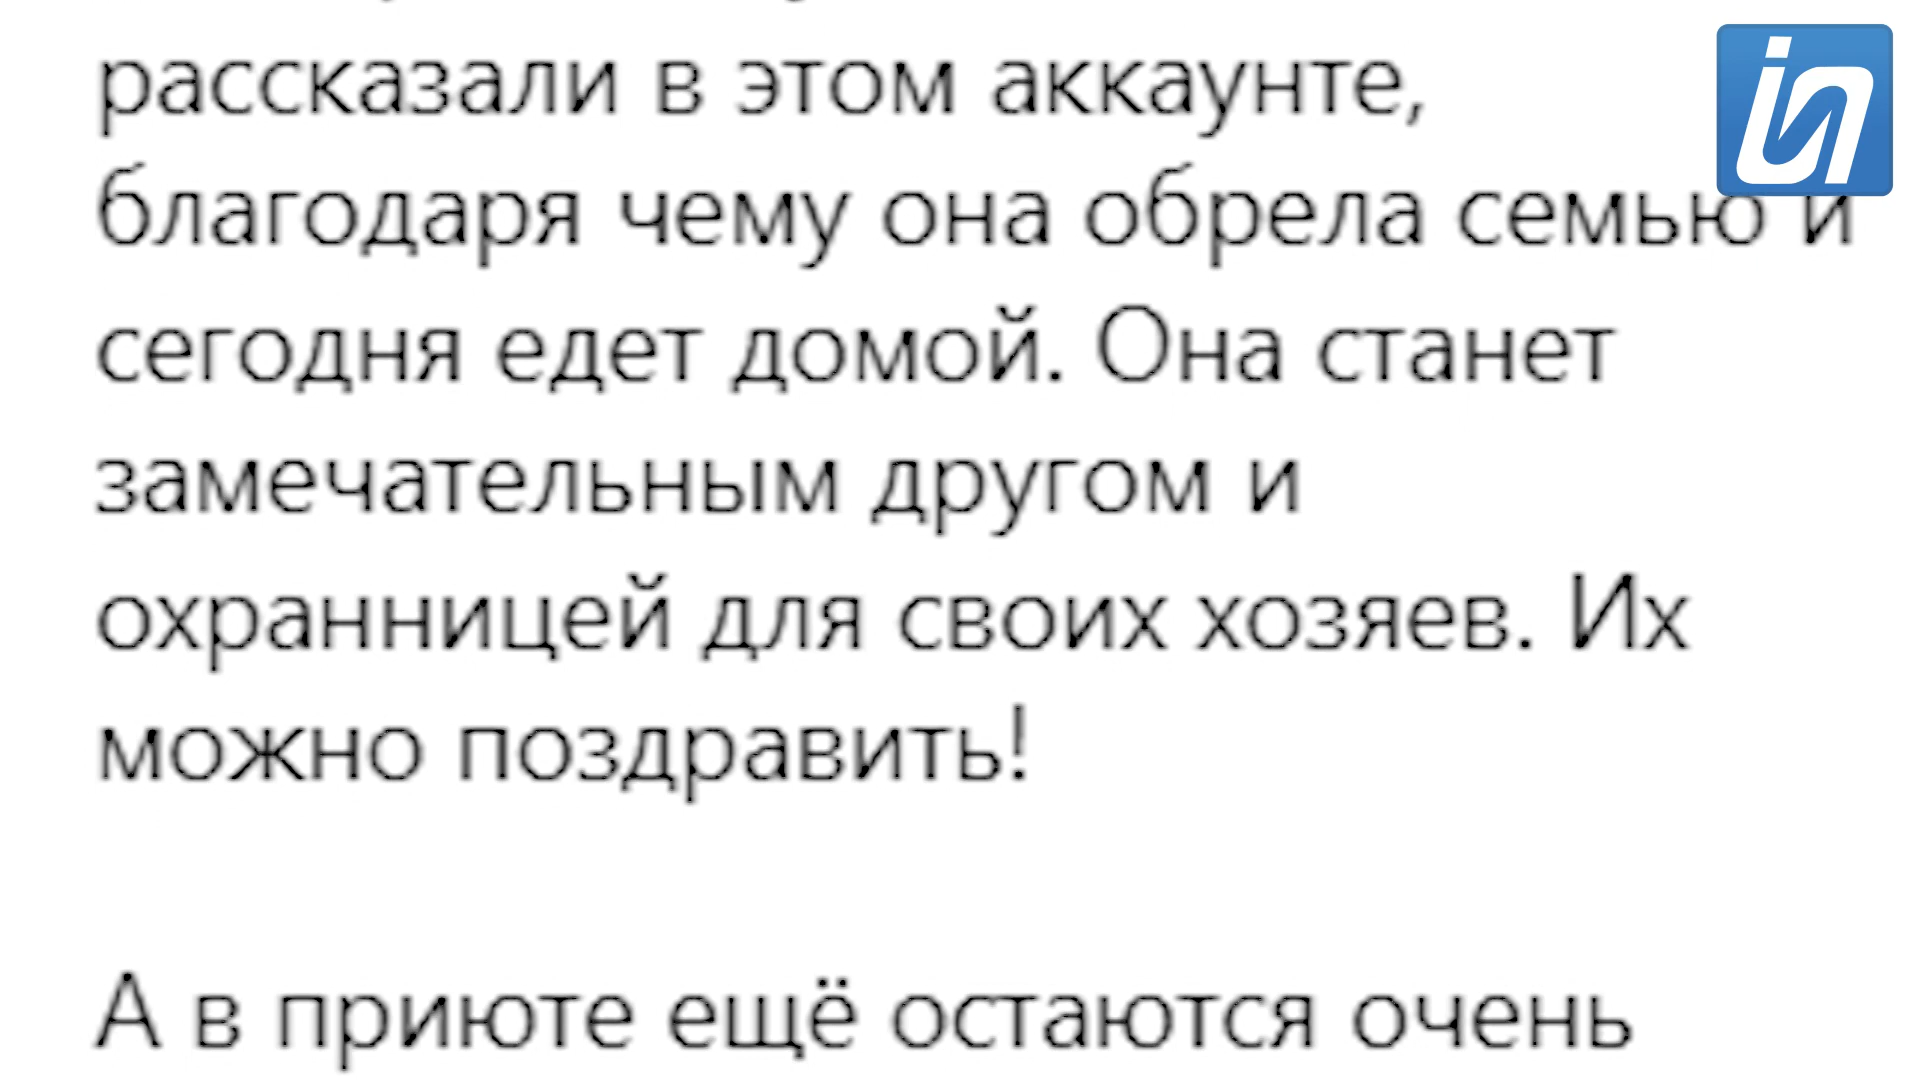 рассказали в этом аккаунте,
благодаря чему она обрела семью и
сегодня едет домой. Она станет
замечательным другом и
охранницей для своих хозяев. Их
можно поздравить!
А в приюте ещё остаются очень
in